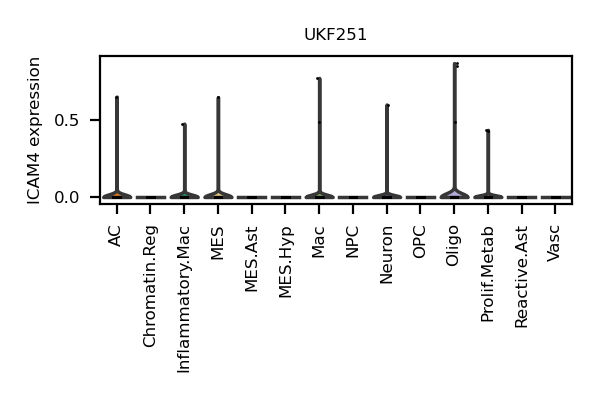 UKF251
ICAM4 expression
0.5
0.0
AC
Chromatin.Reg
Inflammatory.Mac
MES
MES.Ast
MES.Hyp
Mac
NPC
Neuron
OPC
Oligo
Prolif.Metab
Reactive.Ast
Vasc